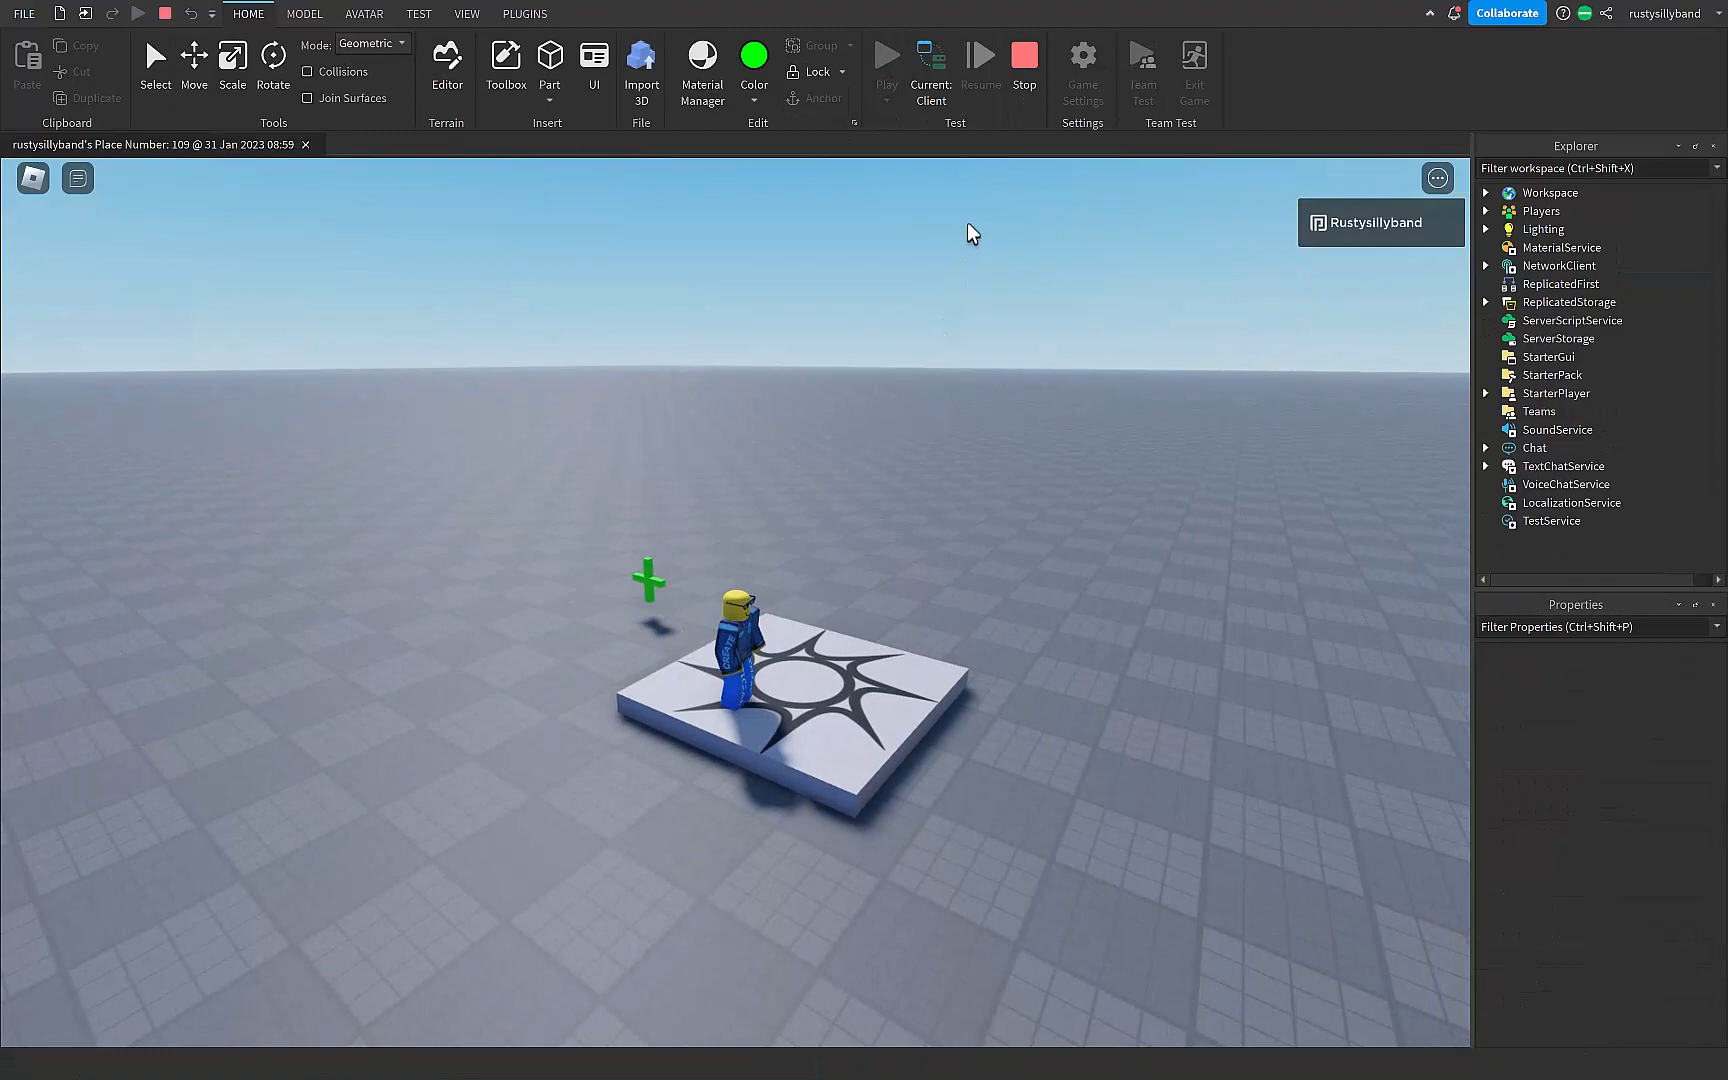 FILE HOME MODEL AVATAR TEST VIEW PLUGINS Collaborate rustysillyband
Paste Copy Cut Duplicate
Clipboard
Select Move Scale Rotate Mode: Geometric
Collisions
Join Surfaces
Tools
Editor
Terrain
Toolbox Part UI
Insert
Import 3D
File
Material Manager Color Group
Lock
Anchor
Edit
Play Current: Client Resume Stop
Test
Game Settings
Settings
Team Test Exit Game
Team Test
rustysillyband's Place Number: 109 @ 31 Jan 2023 08:59
Rustysillyband
CREATE
Explorer
Filter workspace (Ctrl+Shift+X)
Workspace
Players
Lighting
MaterialService
NetworkClient
ReplicatedFirst
ReplicatedStorage
ServerScriptService
ServerStorage
StarterGui
StarterPack
StarterPlayer
Teams
SoundService
Chat
TextChatService
VoiceChatService
LocalizationService
TestService
Properties
Filter Properties (Ctrl+Shift+P)